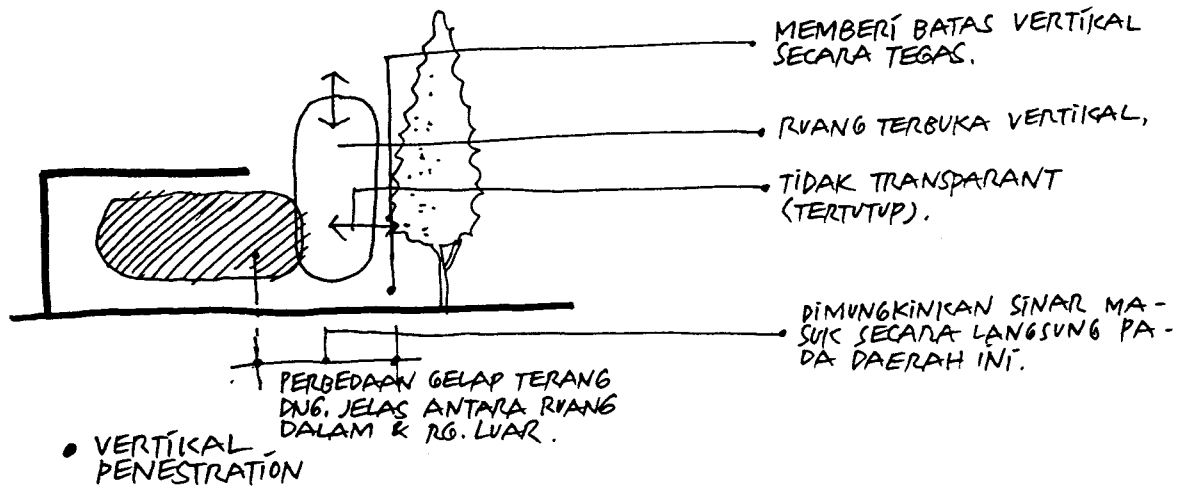 MEMBERI BATAS VERTIKAL
SECARA TEGAS.
RUANG TERBUKA VERTIKAL,
TIDAK TRANSPARANT
(TERTUTUP).
DIMUNGKINKAN SINAR MA-
SUK SECARA LANGSUNG PA-
DA DAERAH INI.
PERBEDAAN GELAP TERANG
DNG. JELAS ANTARA RUANG
DALAM & RG. LUAR.
• VERTIKAL
PENESTRATION